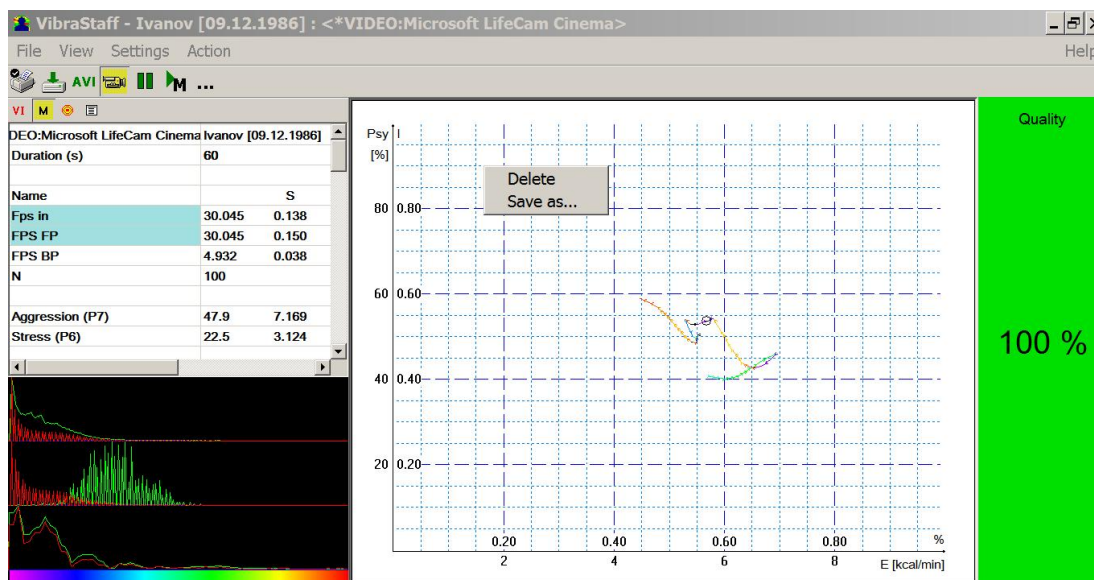 VibraStaff - Ivanov [09.12.1986] : <*VIDEO:Microsoft LifeCam Cinema>
File View Settings Action Help
AVI M ...
VI M
DEO:Microsoft LifeCam Cinema Ivanov [09.12.1986]
Duration (s) 60
Name S
Fps in 30.045 0.138
FPS FP 30.045 0.150
FPS BP 4.932 0.038
N 100
Aggression (P7) 47.9 7.169
Stress (P6) 22.5 3.124
Psy I
[%]
Delete
Save as...
80 0.80
60 0.60
40 0.40
20 0.20
0.20 0.40 0.60 0.80 %
2 4 6 8 E [kcal/min]
Quality
100 %